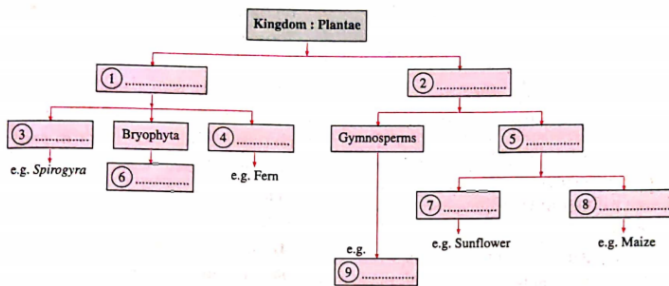 Kingdom : Plantae
① ....................
② ....................
③ ....................
Bryophyta
④ ....................
Gymnosperms
⑤ ....................
e.g. Spirogyra
⑥ ....................
e.g. Fern
⑦ ....................
⑧ ....................
e.g. Sunflower
e.g. Maize
e.g.
⑨ ....................